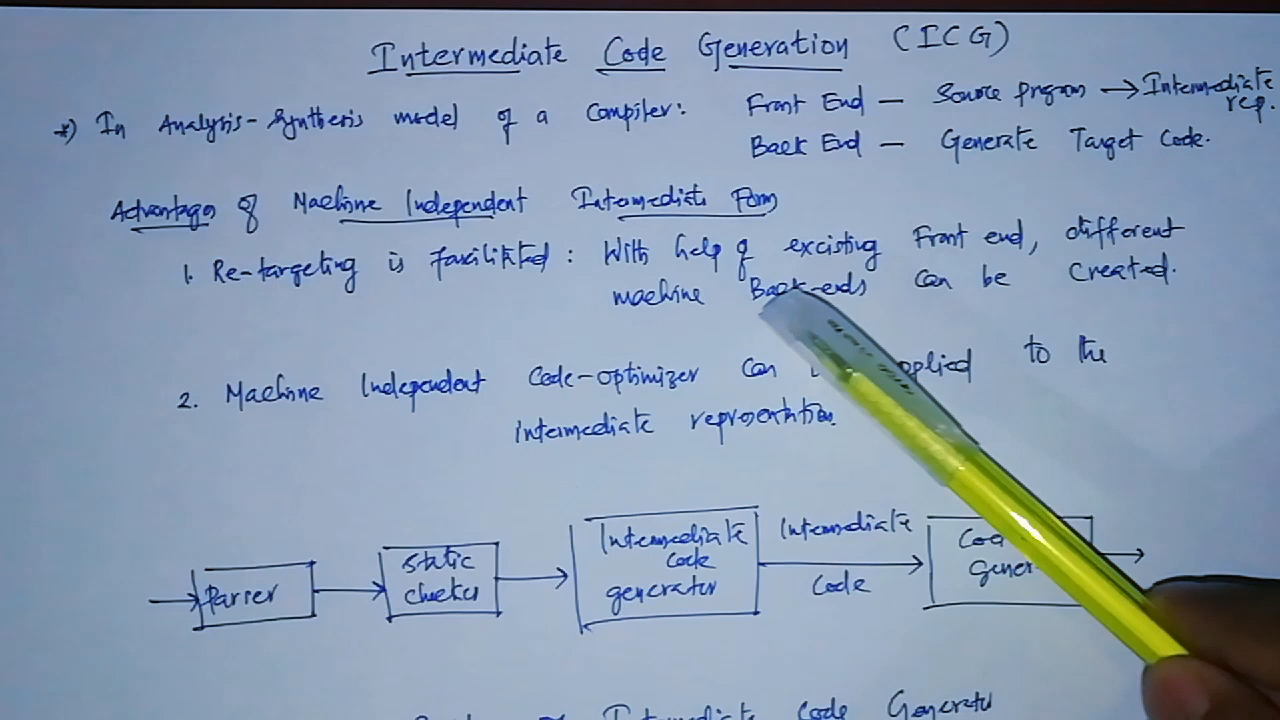 Intermediate Code Generation (ICG)
*) In Analysis-Synthesis model of a Compiler: Front End – Source program → Intermediate rep.
Back End – Generate Target Code.
Advantages of Machine Independent Intermediate Form
1. Re-targeting is facilitated : With help of excisting Front end, different
machine Back-ends can be created.
2. Machine Independent Code-optimizer can applied to the
intermediate representation.
Parser
Static
checker
Intermediate
code
generator
Intermediate
Code
Intermediate Code Generator